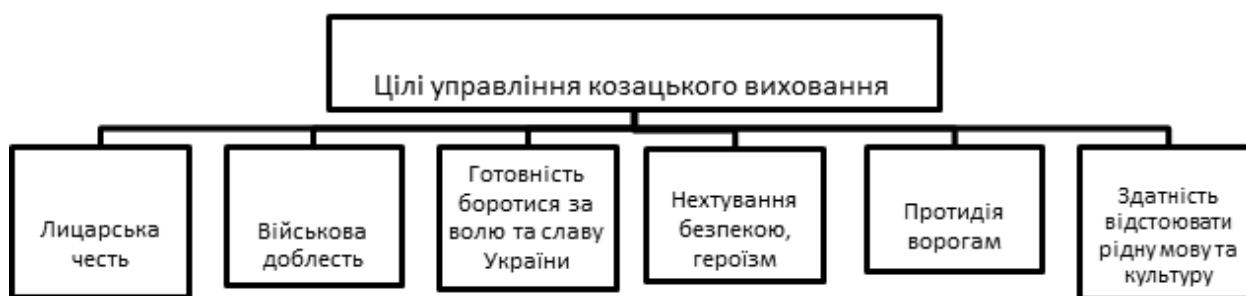 Цілі управління козацького виховання
Лицарська
честь
Військова
доблесть
Готовність
боротися за
волю та славу
України
Нехтування
безпекою,
героїзм
Протидія
ворогам
Здатність
відстоювати
рідну мову та
культуру